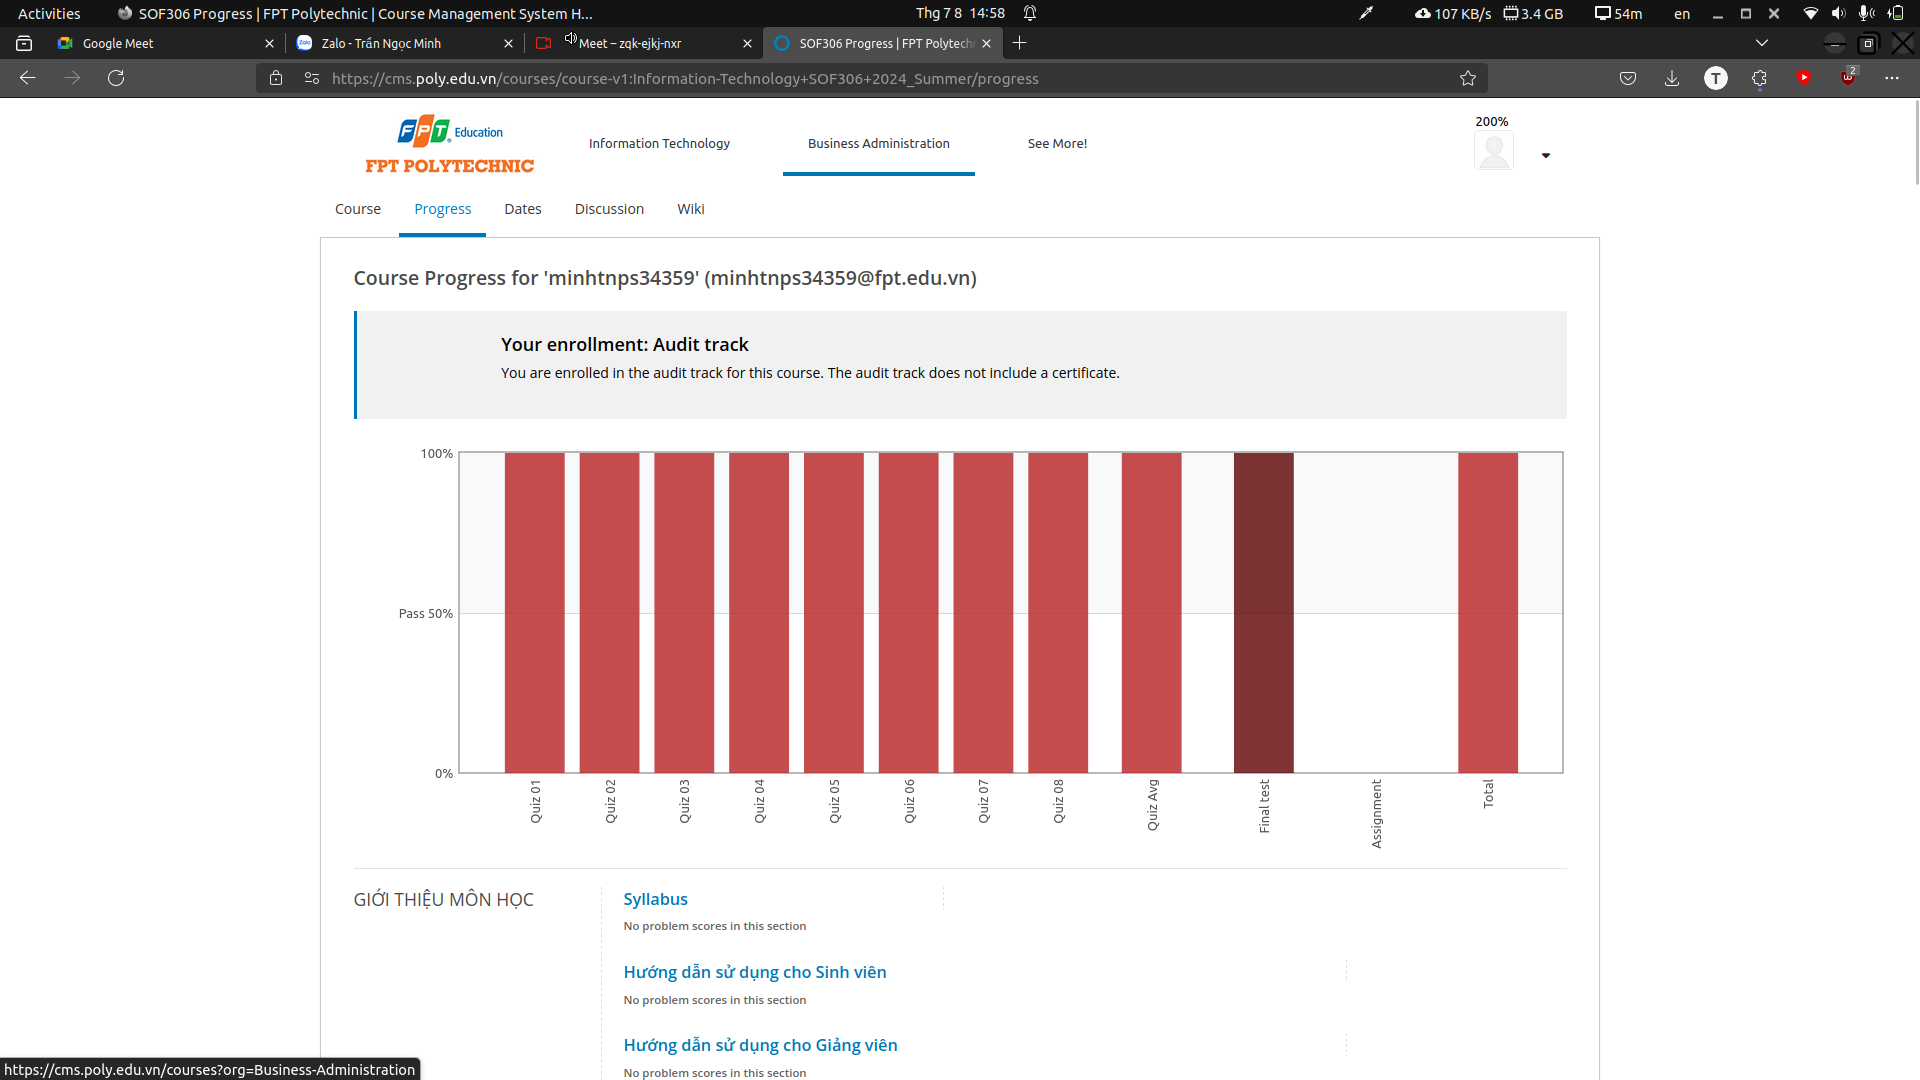 Activities
SOF306 Progress | FPT Polytechnic | Course Management System H...
Thg 7 8 14:58
107 KB/s
3.4 GB
54m
en
Google Meet
Zalo - Trần Ngọc Minh
Meet – zqk-ejkj-nxr
SOF306 Progress | FPT Polytechn
https://cms.poly.edu.vn/courses/course-v1:Information-Technology+SOF306+2024_Summer/progress
T
2
FPT Education
FPT POLYTECHNIC
Information Technology
Business Administration
See More!
200%
Course
Progress
Dates
Discussion
Wiki
Course Progress for 'minhtnps34359' (minhtnps34359@fpt.edu.vn)
Your enrollment: Audit track
You are enrolled in the audit track for this course. The audit track does not include a certificate.
100%
Pass 50%
0%
Quiz 01
Quiz 02
Quiz 03
Quiz 04
Quiz 05
Quiz 06
Quiz 07
Quiz 08
Quiz Avg
Final test
Assignment
Total
GIỚI THIỆU MÔN HỌC
Syllabus
No problem scores in this section
Hướng dẫn sử dụng cho Sinh viên
No problem scores in this section
Hướng dẫn sử dụng cho Giảng viên
No problem scores in this section
https://cms.poly.edu.vn/courses?org=Business-Administration